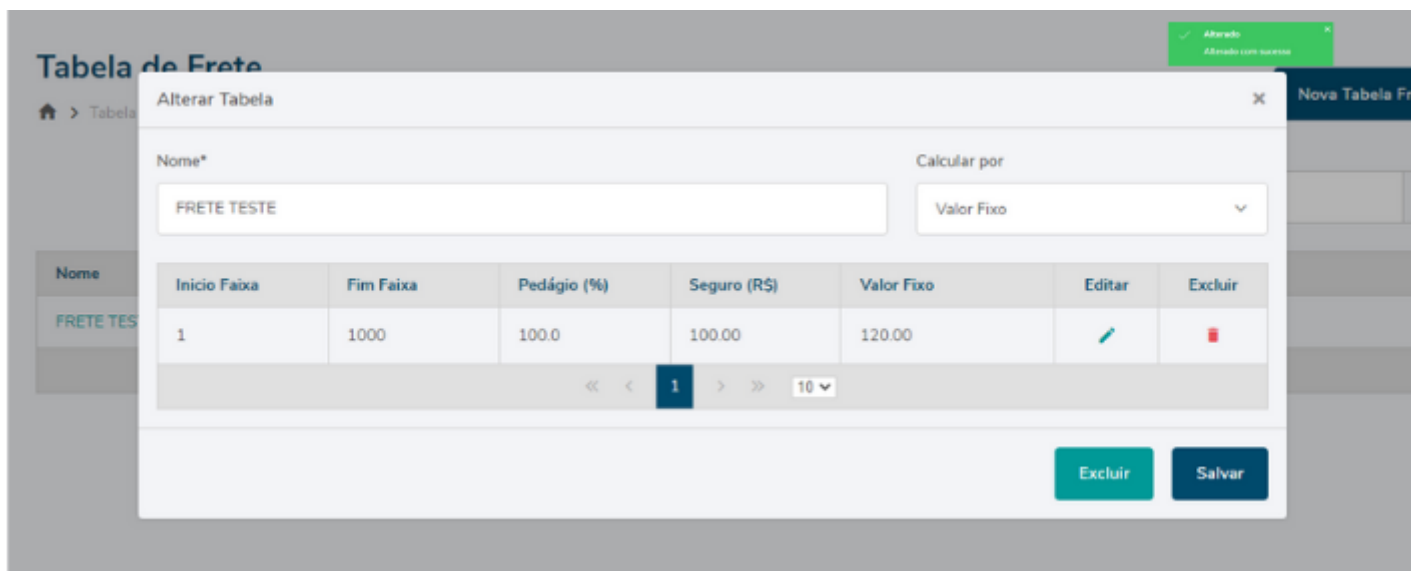 Alterado
Alterado com sucesso
Tabela de Frete
Nova Tabela Fr
Tabela
Alterar Tabela
Nome*
Calcular por
FRETE TESTE
Valor Fixo
Nome
Inicio Faixa Fim Faixa Pedágio (%) Seguro (R$) Valor Fixo Editar Excluir
FRETE TES
1 1000 100.0 100.00 120.00
1 10
Excluir Salvar